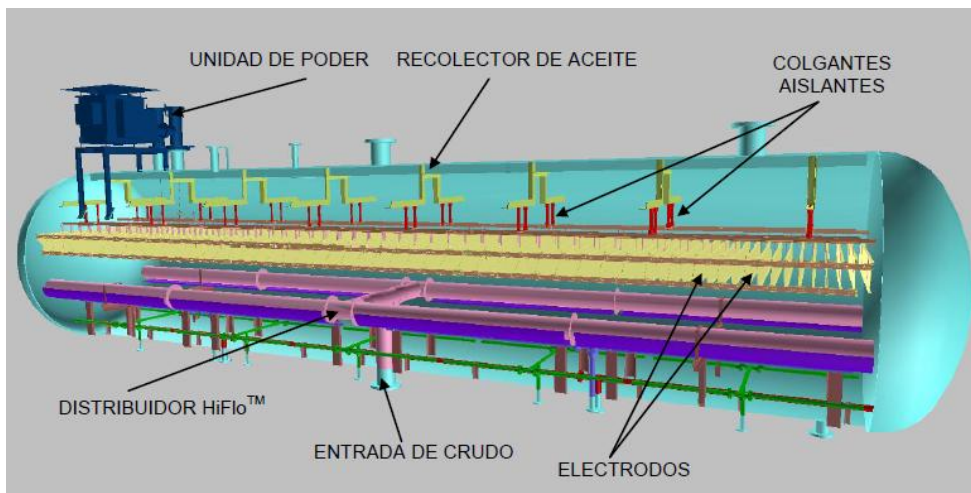 UNIDAD DE PODER
RECOLECTOR DE ACEITE
COLGANTES
AISLANTES
DISTRIBUIDOR HiFlo™
ENTRADA DE CRUDO
ELECTRODOS